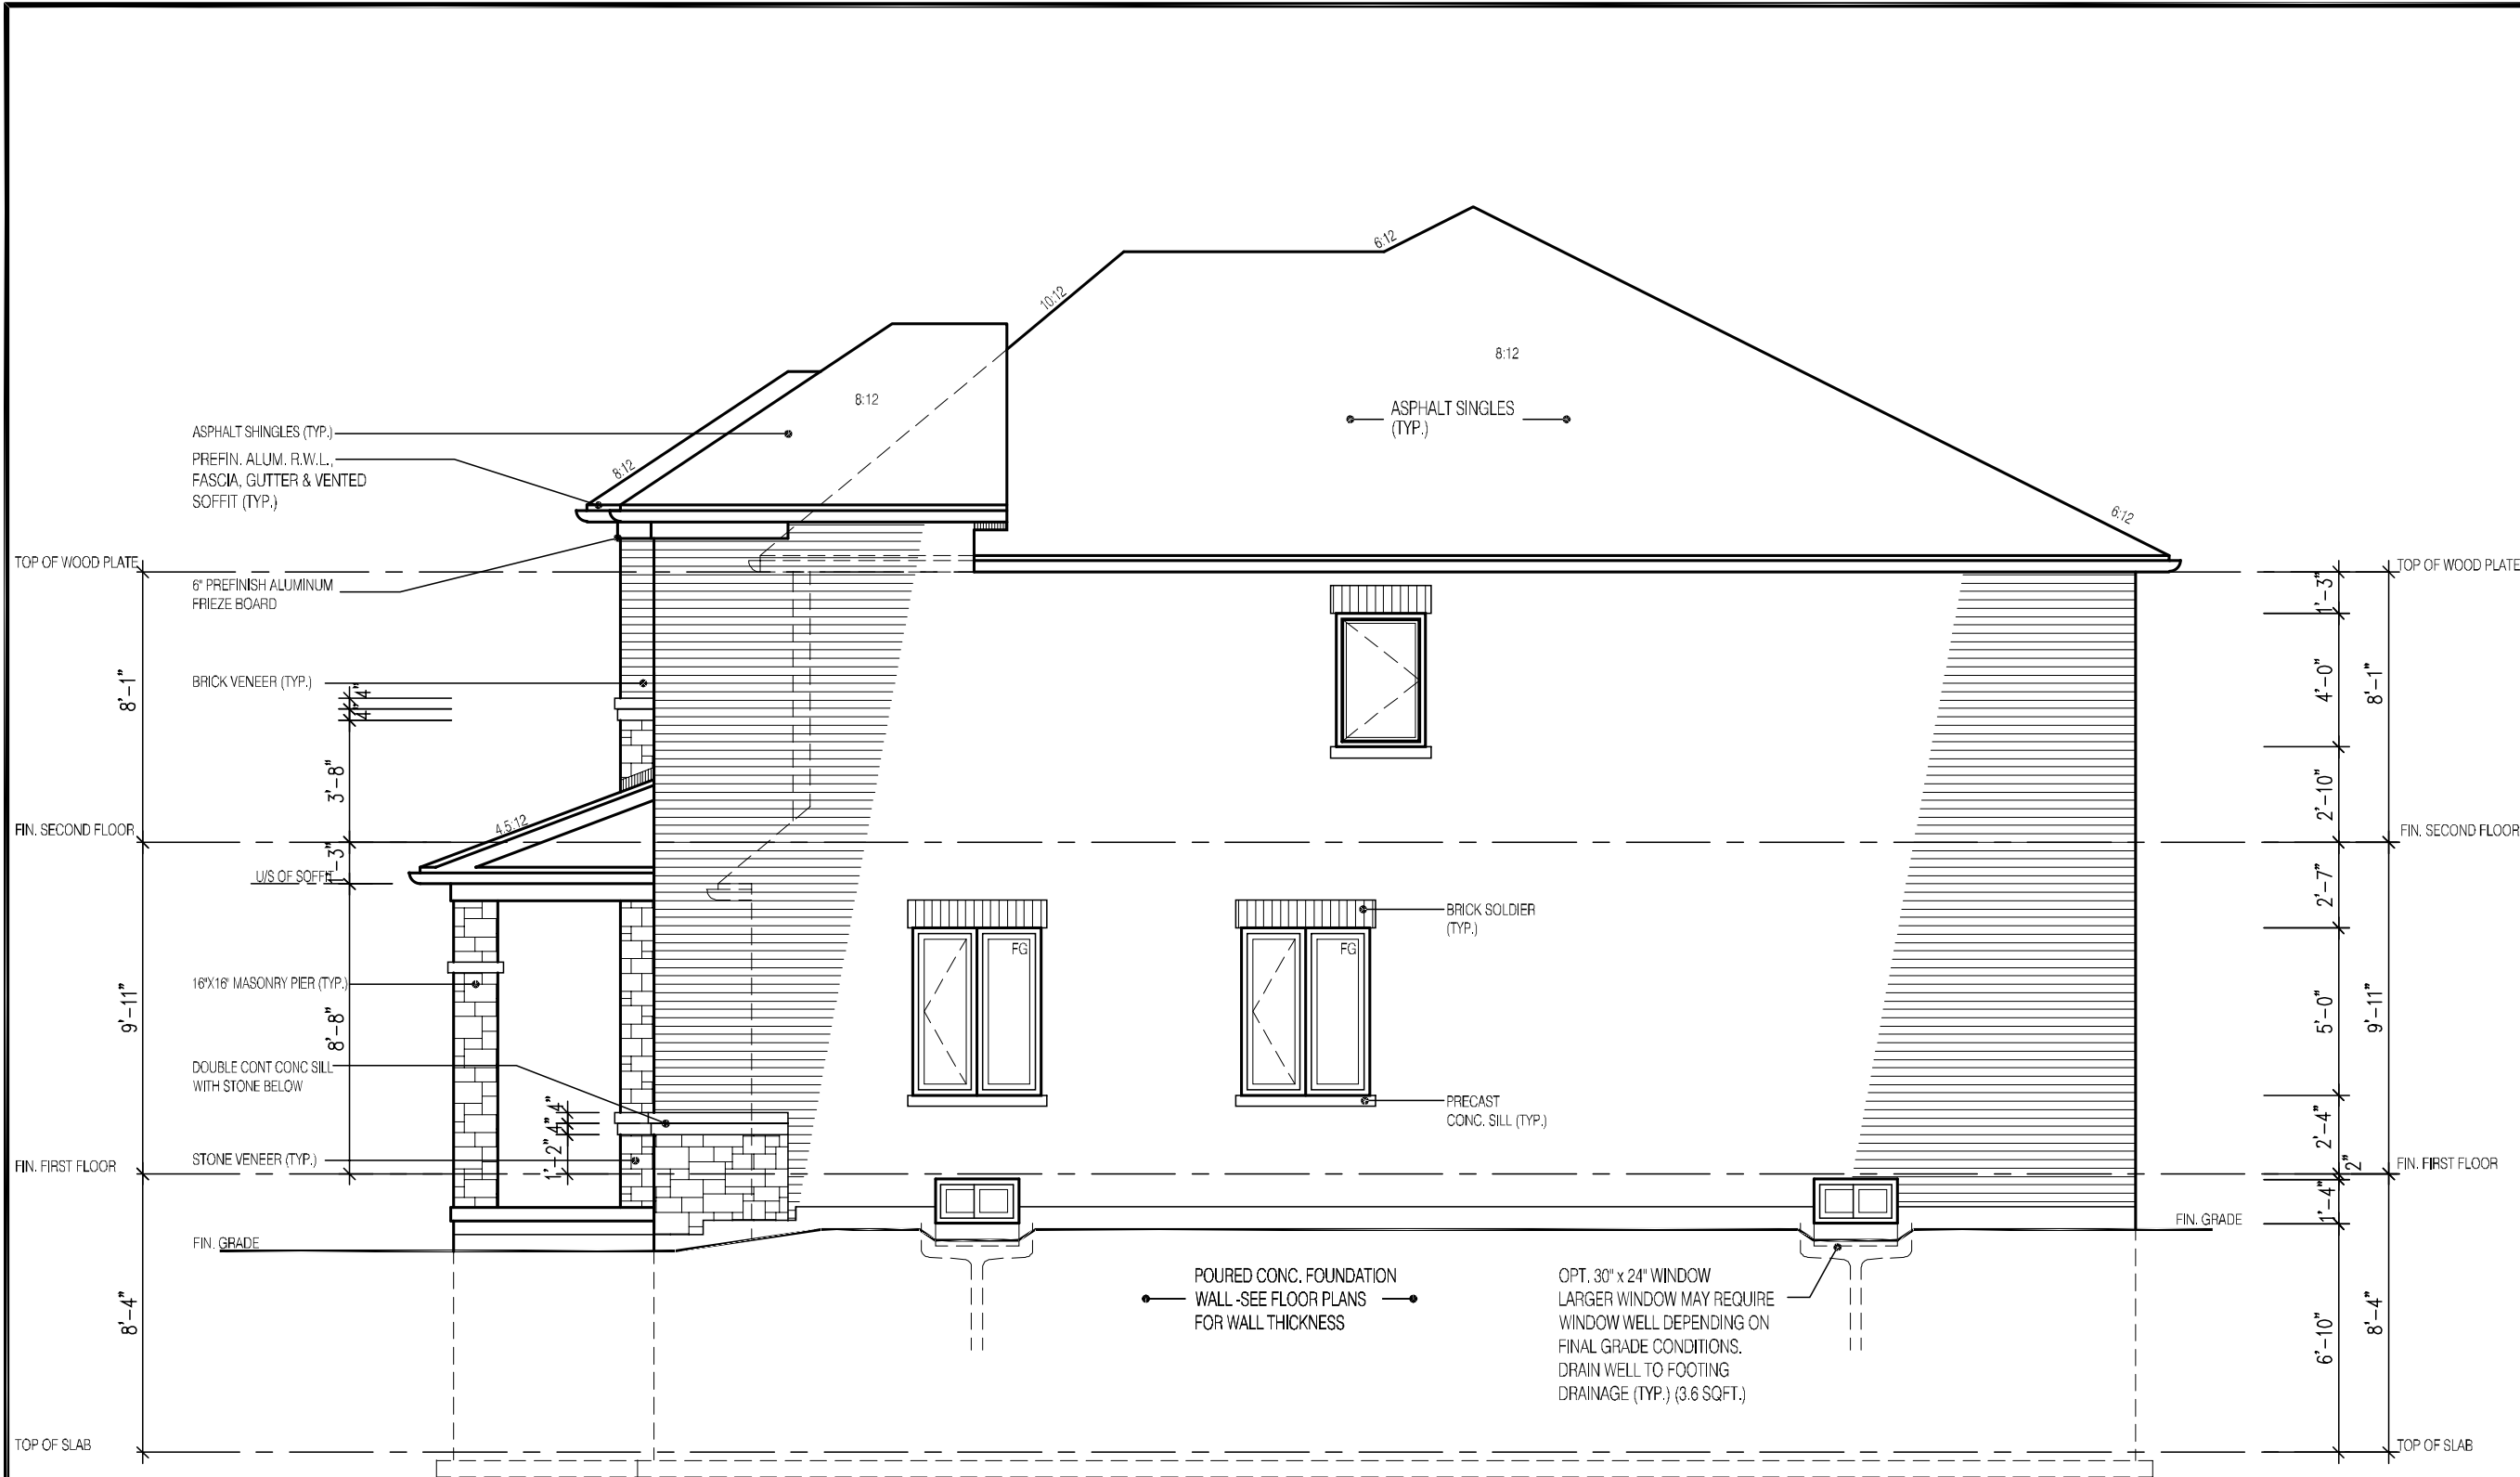 6:12
10:12
8:12
8:12
ASPHALT SINGLES
(TYP.)
ASPHALT SHINGLES (TYP.)
PREFIN. ALUM. R.W.L.,
FASCIA, GUTTER & VENTED
SOFFIT (TYP.)
8:12
6:12
TOP OF WOOD PLATE
TOP OF WOOD PLATE
6" PREFINISH ALUMINUM
FRIEZE BOARD
1'-3"
BRICK VENEER (TYP.)
8'-1"
4"
4"
4'-0"
8'-1"
3'-8"
2'-10"
4.5:12
FIN. SECOND FLOOR
FIN. SECOND FLOOR
1'-3"
U/S OF SOFFIT
2'-7"
BRICK SOLDIER
(TYP.)
FG
FG
16"X16" MASONRY PIER (TYP.)
9'-11"
8'-8"
5'-0"
9'-11"
DOUBLE CONT CONC SILL
WITH STONE BELOW
PRECAST
CONC. SILL (TYP.)
4"
4"
1'-2"
2'-4"
STONE VENEER (TYP.)
FIN. FIRST FLOOR
FIN. FIRST FLOOR
2"
1'-4"
FIN. GRADE
FIN. GRADE
POURED CONC. FOUNDATION
WALL -SEE FLOOR PLANS
FOR WALL THICKNESS
OPT. 30" x 24" WINDOW
LARGER WINDOW MAY REQUIRE
WINDOW WELL DEPENDING ON
FINAL GRADE CONDITIONS.
DRAIN WELL TO FOOTING
DRAINAGE (TYP.) (3.6 SQFT.)
8'-4"
6'-10"
8'-4"
TOP OF SLAB
TOP OF SLAB